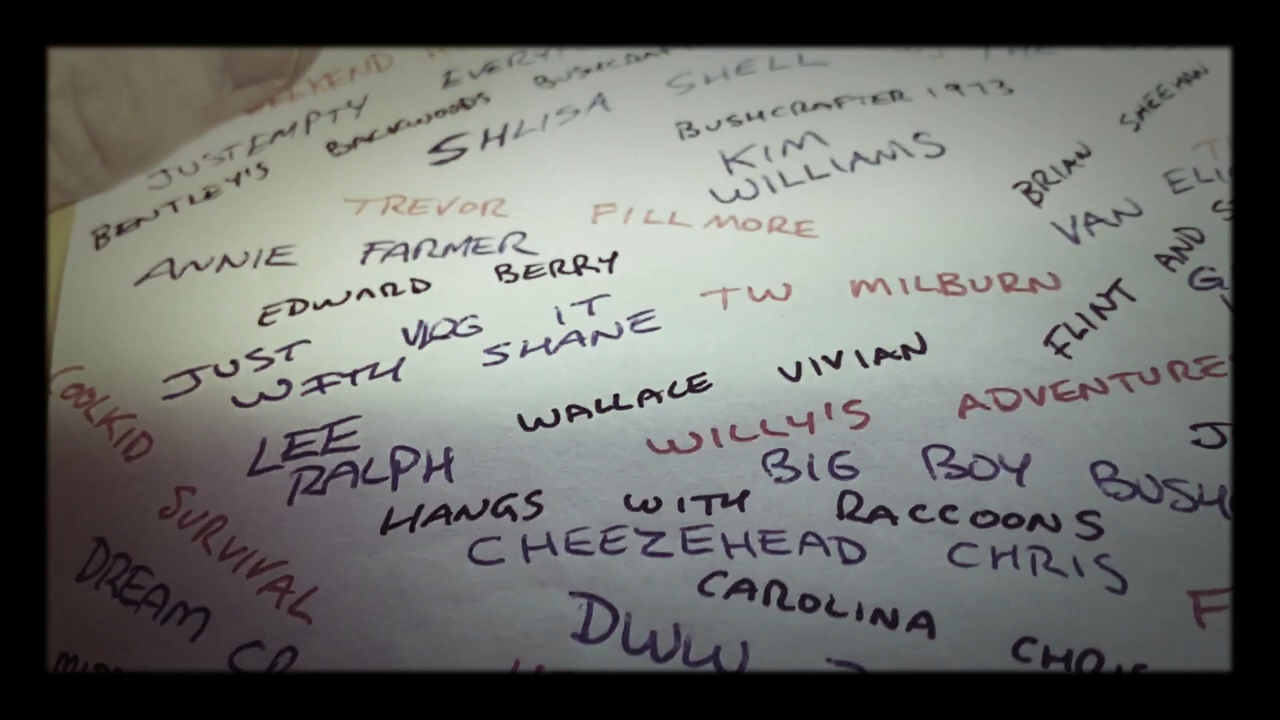 JUSTEMPTY
BENTLEY'S BACKWOODS
SHLISA SHELL
BUSHCRAFTER 1973
KIM
WILLIAMS
BRIAN SHEEHAN
TREVOR FILLMORE
VAN
ANNIE FARMER
EDWARD BERRY
TW MILBURN
FLINT AND
JUST VLOG IT
WITH SHANE
WALLACE VIVIAN
WILLY'S ADVENTURE
COOLKID
SURVIVAL
LEE
RALPH
BIG BOY BUSH
HANGS WITH RACCOONS
CHEEZEHEAD CHRIS
CAROLINA CHRIS
DREAM
DWW